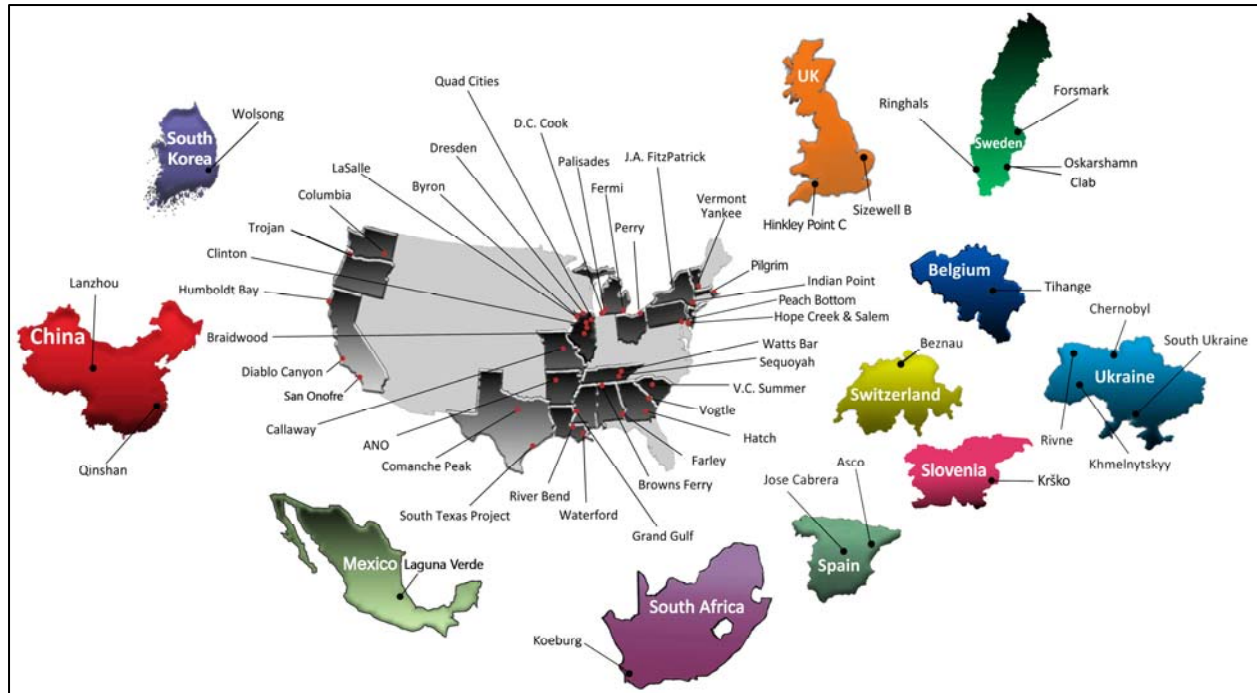 Quad Cities
D.C. Cook
Dresden
Palisades
J.A. FitzPatrick
LaSalle
Fermi
Byron
Vermont
Yankee
Columbia
Perry
Trojan
Pilgrim
Clinton
Indian Point
Humboldt Bay
Peach Bottom
Hope Creek & Salem
Braidwood
Watts Bar
Sequoyah
Diablo Canyon
V.C. Summer
San Onofre
Vogtle
Callaway
Hatch
ANO
Farley
Comanche Peak
Browns Ferry
River Bend
South Texas Project
Waterford
Grand Gulf
South
Korea
Wolsong
China
Lanzhou
Qinshan
Mexico
Laguna Verde
South Africa
Koeburg
UK
Hinkley Point C
Sizewell B
Sweden
Ringhals
Forsmark
Oskarshamn
Clab
Belgium
Tihange
Switzerland
Beznau
Ukraine
Chernobyl
South Ukraine
Rivne
Khmelnytskyy
Slovenia
Krško
Spain
Jose Cabrera
Asco